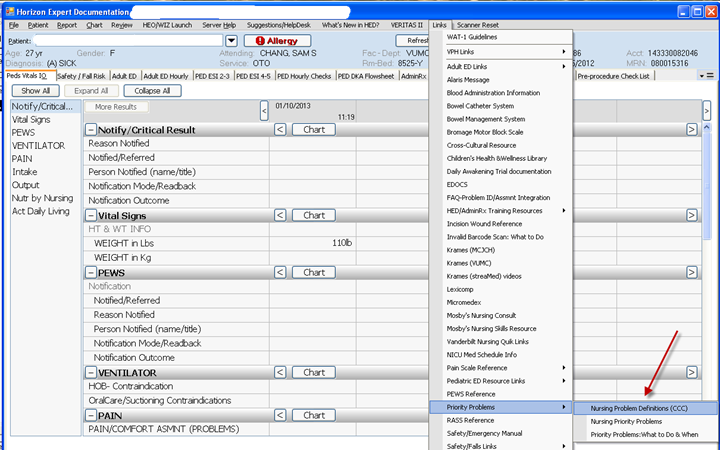 Horizon Expert Documentation -
File Patient Report Chart Review HEO/WIZ Launch Server Help Suggestions/HelpDesk What's New in HED? VERITAS II Links Scanner Reset
Patient: Allergy Refres
Age: 27 yr Gender: F Attending: CHANG, SAM S Fac - Dept: VUMC Acct: 143330082046
Diagnosis: (A) SICK Service: OTO Rm-Bed: 8525-Y /2012 MRN: 080015316
Peds Vitals IQ Safety / Fall Risk Adult ED Adult ED Hourly PED ESI 2-3 PED ESI 4-5 PED Hourly Checks PED DKA Flowsheet Pre-procedure Check List
Show All Expand All Collapse All
Notify/Critical...
Vital Signs
PEWS
VENTILATOR
PAIN
Intake
Output
Nutr by Nursing
Act Daily Living
More Results < 01/10/2013 >
11:19
Notify/Critical Result < Chart >
Reason Notified
Notified/Referred
Person Notified (name/title)
Notification Mode/Readback
Notification Outcome
Vital Signs < Chart >
HT & WT INFO
WEIGHT in Lbs 110lb
WEIGHT in Kg
PEWS < Chart >
Notification
Notified/Referred
Reason Notified
Person Notified (name/title)
Notification Mode/Readback
Notification Outcome
VENTILATOR < Chart >
HOB- Contraindication
OralCare/Suctioning Contraindications
PAIN < Chart >
PAIN/COMFORT ASMNT (PROBLEMS)
WAT-1 Guidelines
VPH Links
Adult ED Links
Alaris Message
Blood Administration Information
Bowel Catheter System
Bowel Management System
Bromage Motor Block Scale
Cross-Cultural Resource
Children's Health &Wellness Library
Daily Awakening Trial documentation
EDOCS
FAQ-Problem ID/Assmnt Integration
HED/AdminRx Training Resources
Incision Wound Reference
Invalid Barcode Scan: What to Do
Krames (MCJCH)
Krames (VUMC)
Krames (streaMed) videos
Lexicomp
Micromedex
Mosby's Nursing Consult
Mosby's Nursing Skills Resource
Vanderbilt Nursing Quik Links
NICU Med Schedule Info
Pain Scale Reference
Pediatric ED Resource Links
PEWS Reference
Priority Problems
RASS Reference
Safety/Emergency Manual
Safety/Falls Links
Nursing Problem Definitions (CCC)
Nursing Priority Problems
Priority Problems:What to Do & When